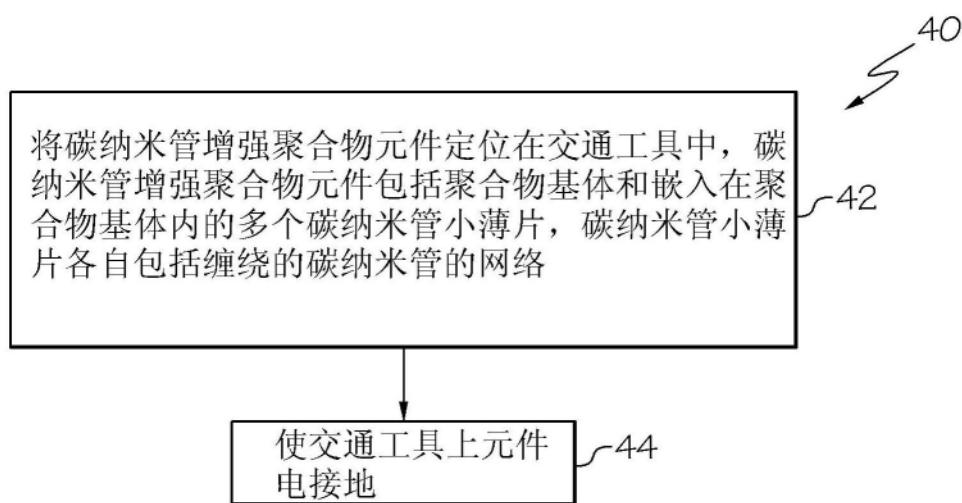 40
将碳纳米管增强聚合物元件定位在交通工具中，碳
纳米管增强聚合物元件包括聚合物基体和嵌入在聚
合物基体内的多个碳纳米管小薄片，碳纳米管小薄
片各自包括缠绕的碳纳米管的网络
42
使交通工具上元件
电接地
44